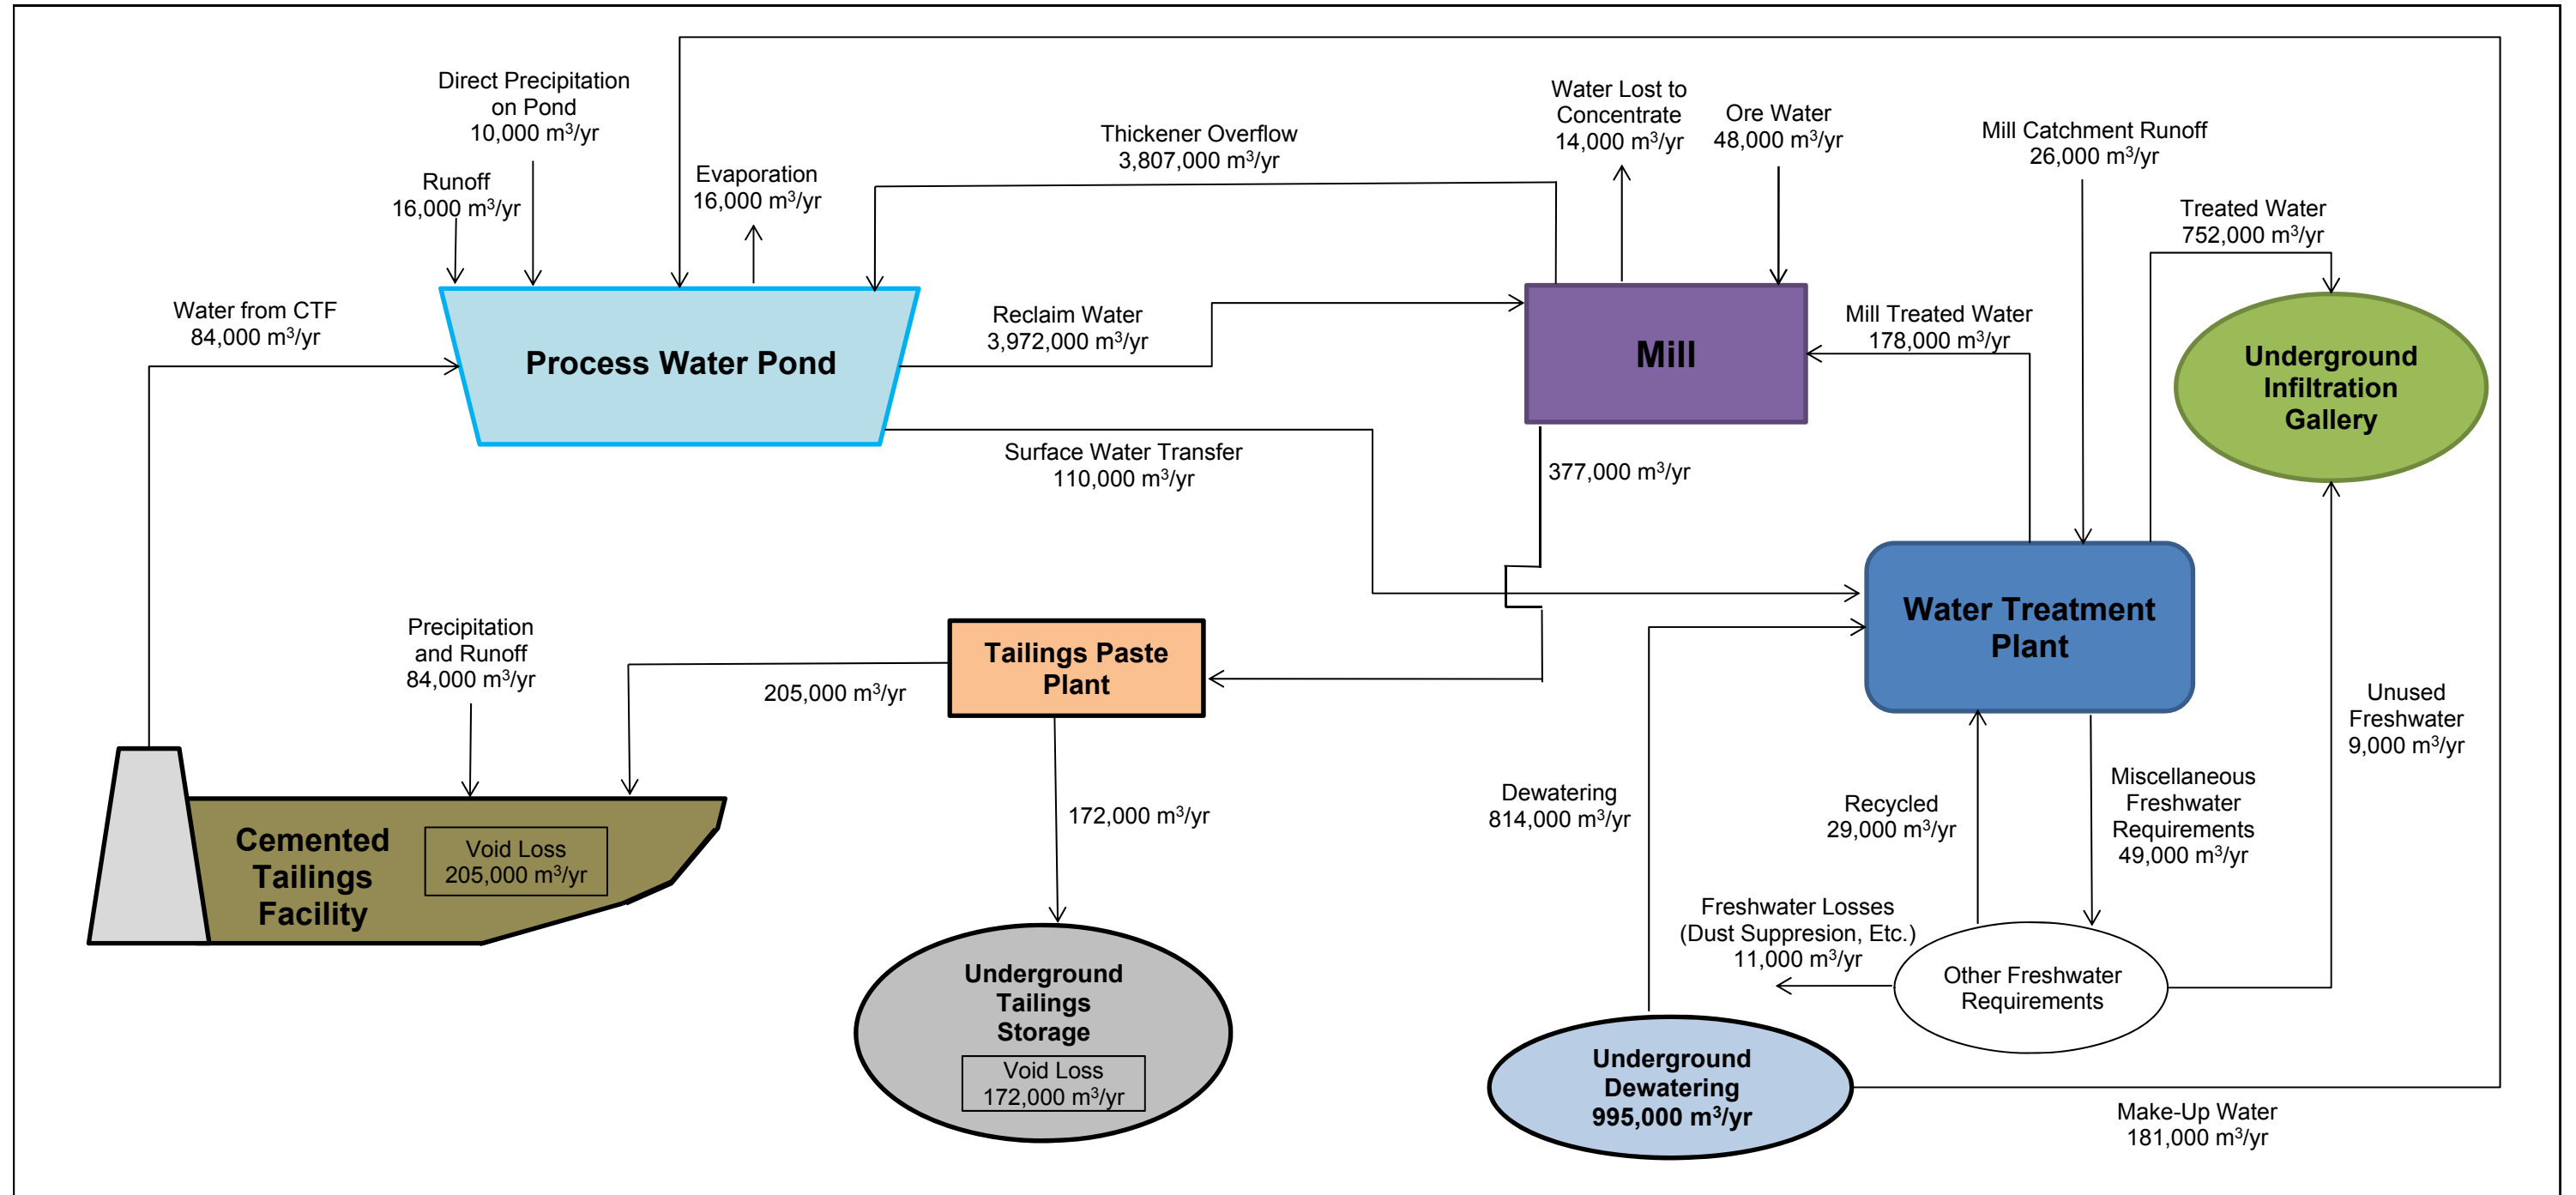 Direct Precipitation
on Pond
10,000 m³/yr
Runoff
16,000 m³/yr
Evaporation
16,000 m³/yr
Thickener Overflow
3,807,000 m³/yr
Water Lost to
Concentrate
14,000 m³/yr
Ore Water
48,000 m³/yr
Mill Catchment Runoff
26,000 m³/yr
Treated Water
752,000 m³/yr
Water from CTF
84,000 m³/yr
Process Water Pond
Reclaim Water
3,972,000 m³/yr
Mill
Mill Treated Water
178,000 m³/yr
Underground
Infiltration
Gallery
Surface Water Transfer
110,000 m³/yr
377,000 m³/yr
Water Treatment
Plant
Precipitation
and Runoff
84,000 m³/yr
205,000 m³/yr
Tailings Paste
Plant
Unused
Freshwater
9,000 m³/yr
172,000 m³/yr
Dewatering
814,000 m³/yr
Recycled
29,000 m³/yr
Miscellaneous
Freshwater
Requirements
49,000 m³/yr
Cemented
Tailings
Facility
Void Loss
205,000 m³/yr
Freshwater Losses
(Dust Suppresion, Etc.)
11,000 m³/yr
Other Freshwater
Requirements
Underground
Tailings
Storage
Void Loss
172,000 m³/yr
Underground
Dewatering
995,000 m³/yr
Make-Up Water
181,000 m³/yr